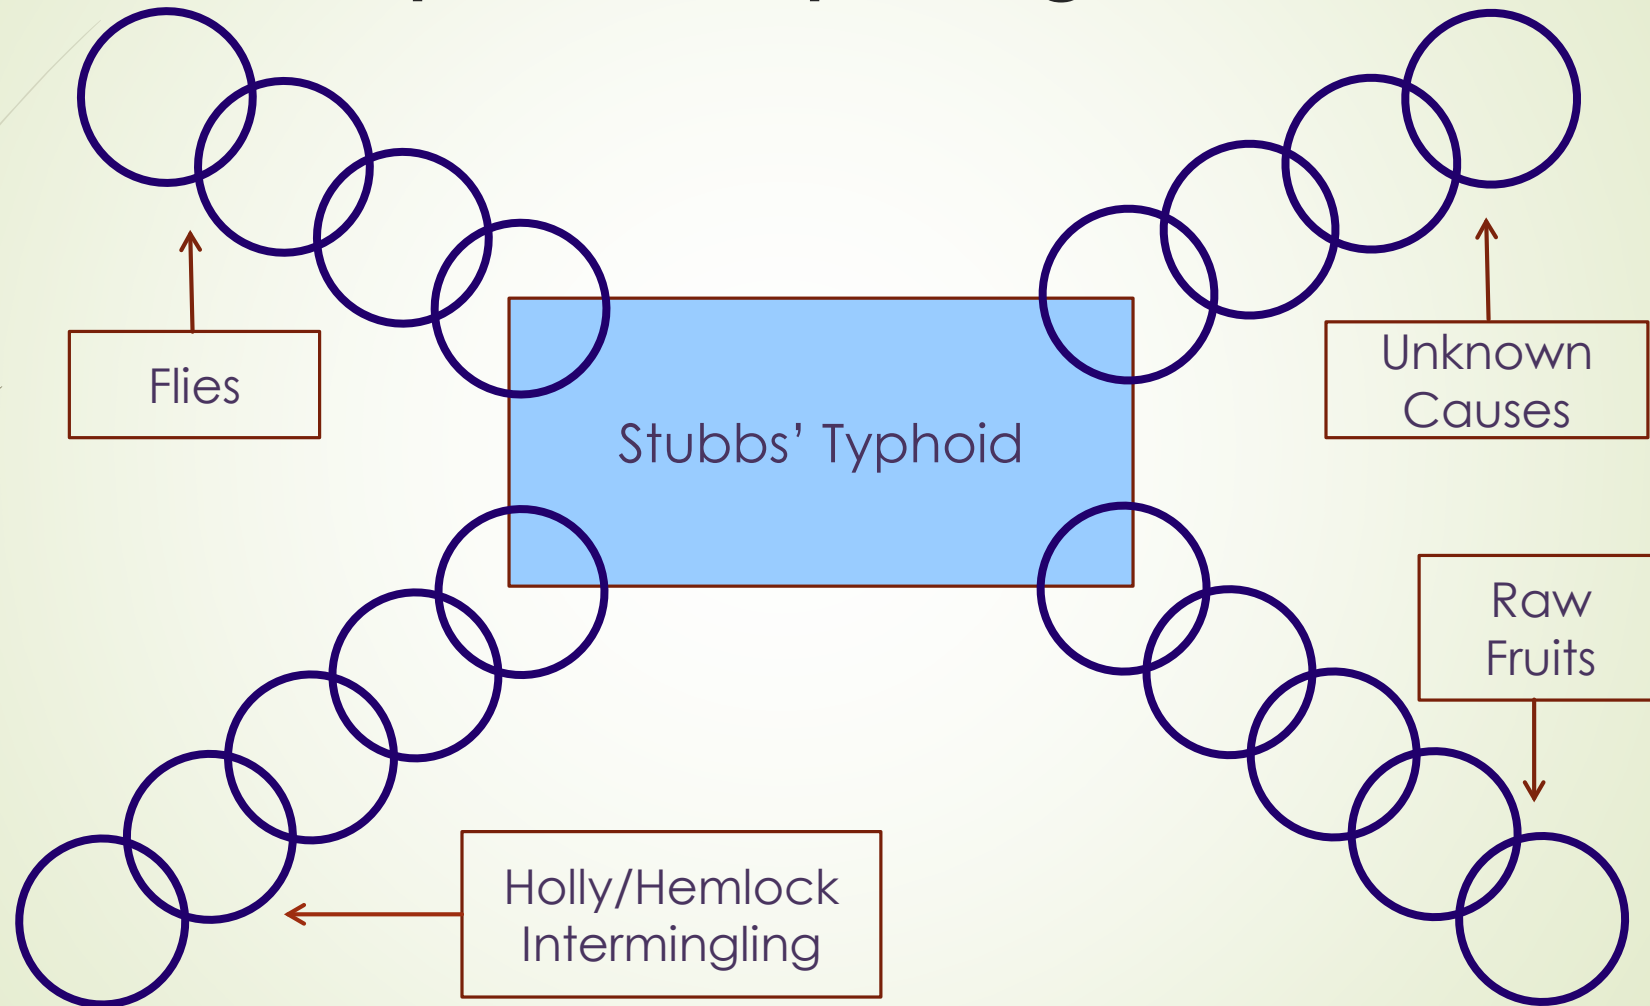 Flies
Unknown
Causes
Stubbs’ Typhoid
Raw
Fruits
Holly/Hemlock
Intermingling